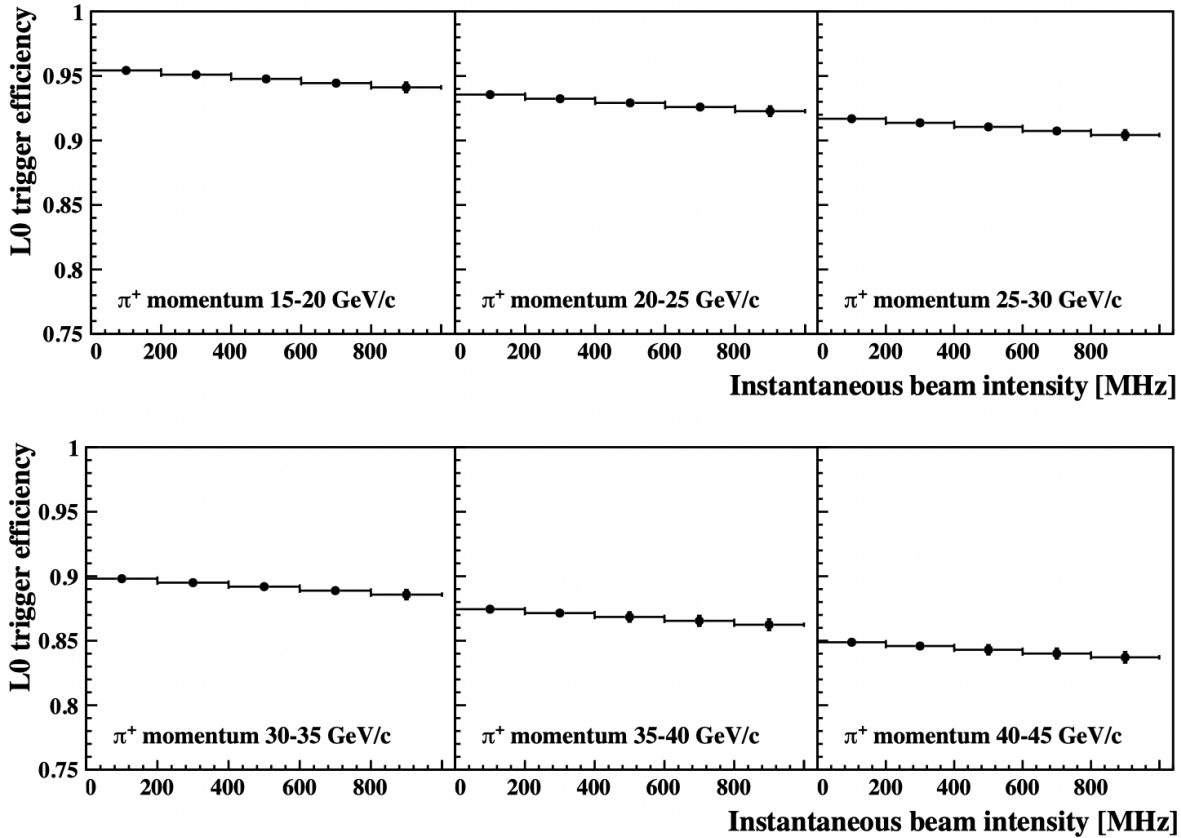 L0 trigger efficiency
1
0.95
0.9
0.85
0.8
0.75
π+ momentum 15-20 GeV/c
π+ momentum 20-25 GeV/c
π+ momentum 25-30 GeV/c
0 200 400 600 800
0 200 400 600 800
0 200 400 600 800
Instantaneous beam intensity [MHz]
L0 trigger efficiency
1
0.95
0.9
0.85
0.8
0.75
π+ momentum 30-35 GeV/c
π+ momentum 35-40 GeV/c
π+ momentum 40-45 GeV/c
0 200 400 600 800
0 200 400 600 800
0 200 400 600 800
Instantaneous beam intensity [MHz]